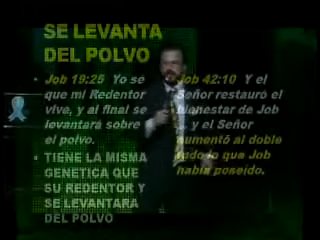 SE LEVANTA
DEL POLVO
• Job 19:25 Yo se
que mi Redentor
vive, y al final se
levantará sobre
el polvo.
• TIENE LA MISMA
GENETICA QUE
SU REDENTOR Y
SE LEVANTARA
DEL POLVO
Job 42:10 Y el
Señor restauró el
bienestar de Job
y el Señor
aumentó al doble
todo lo que Job
había poseído.